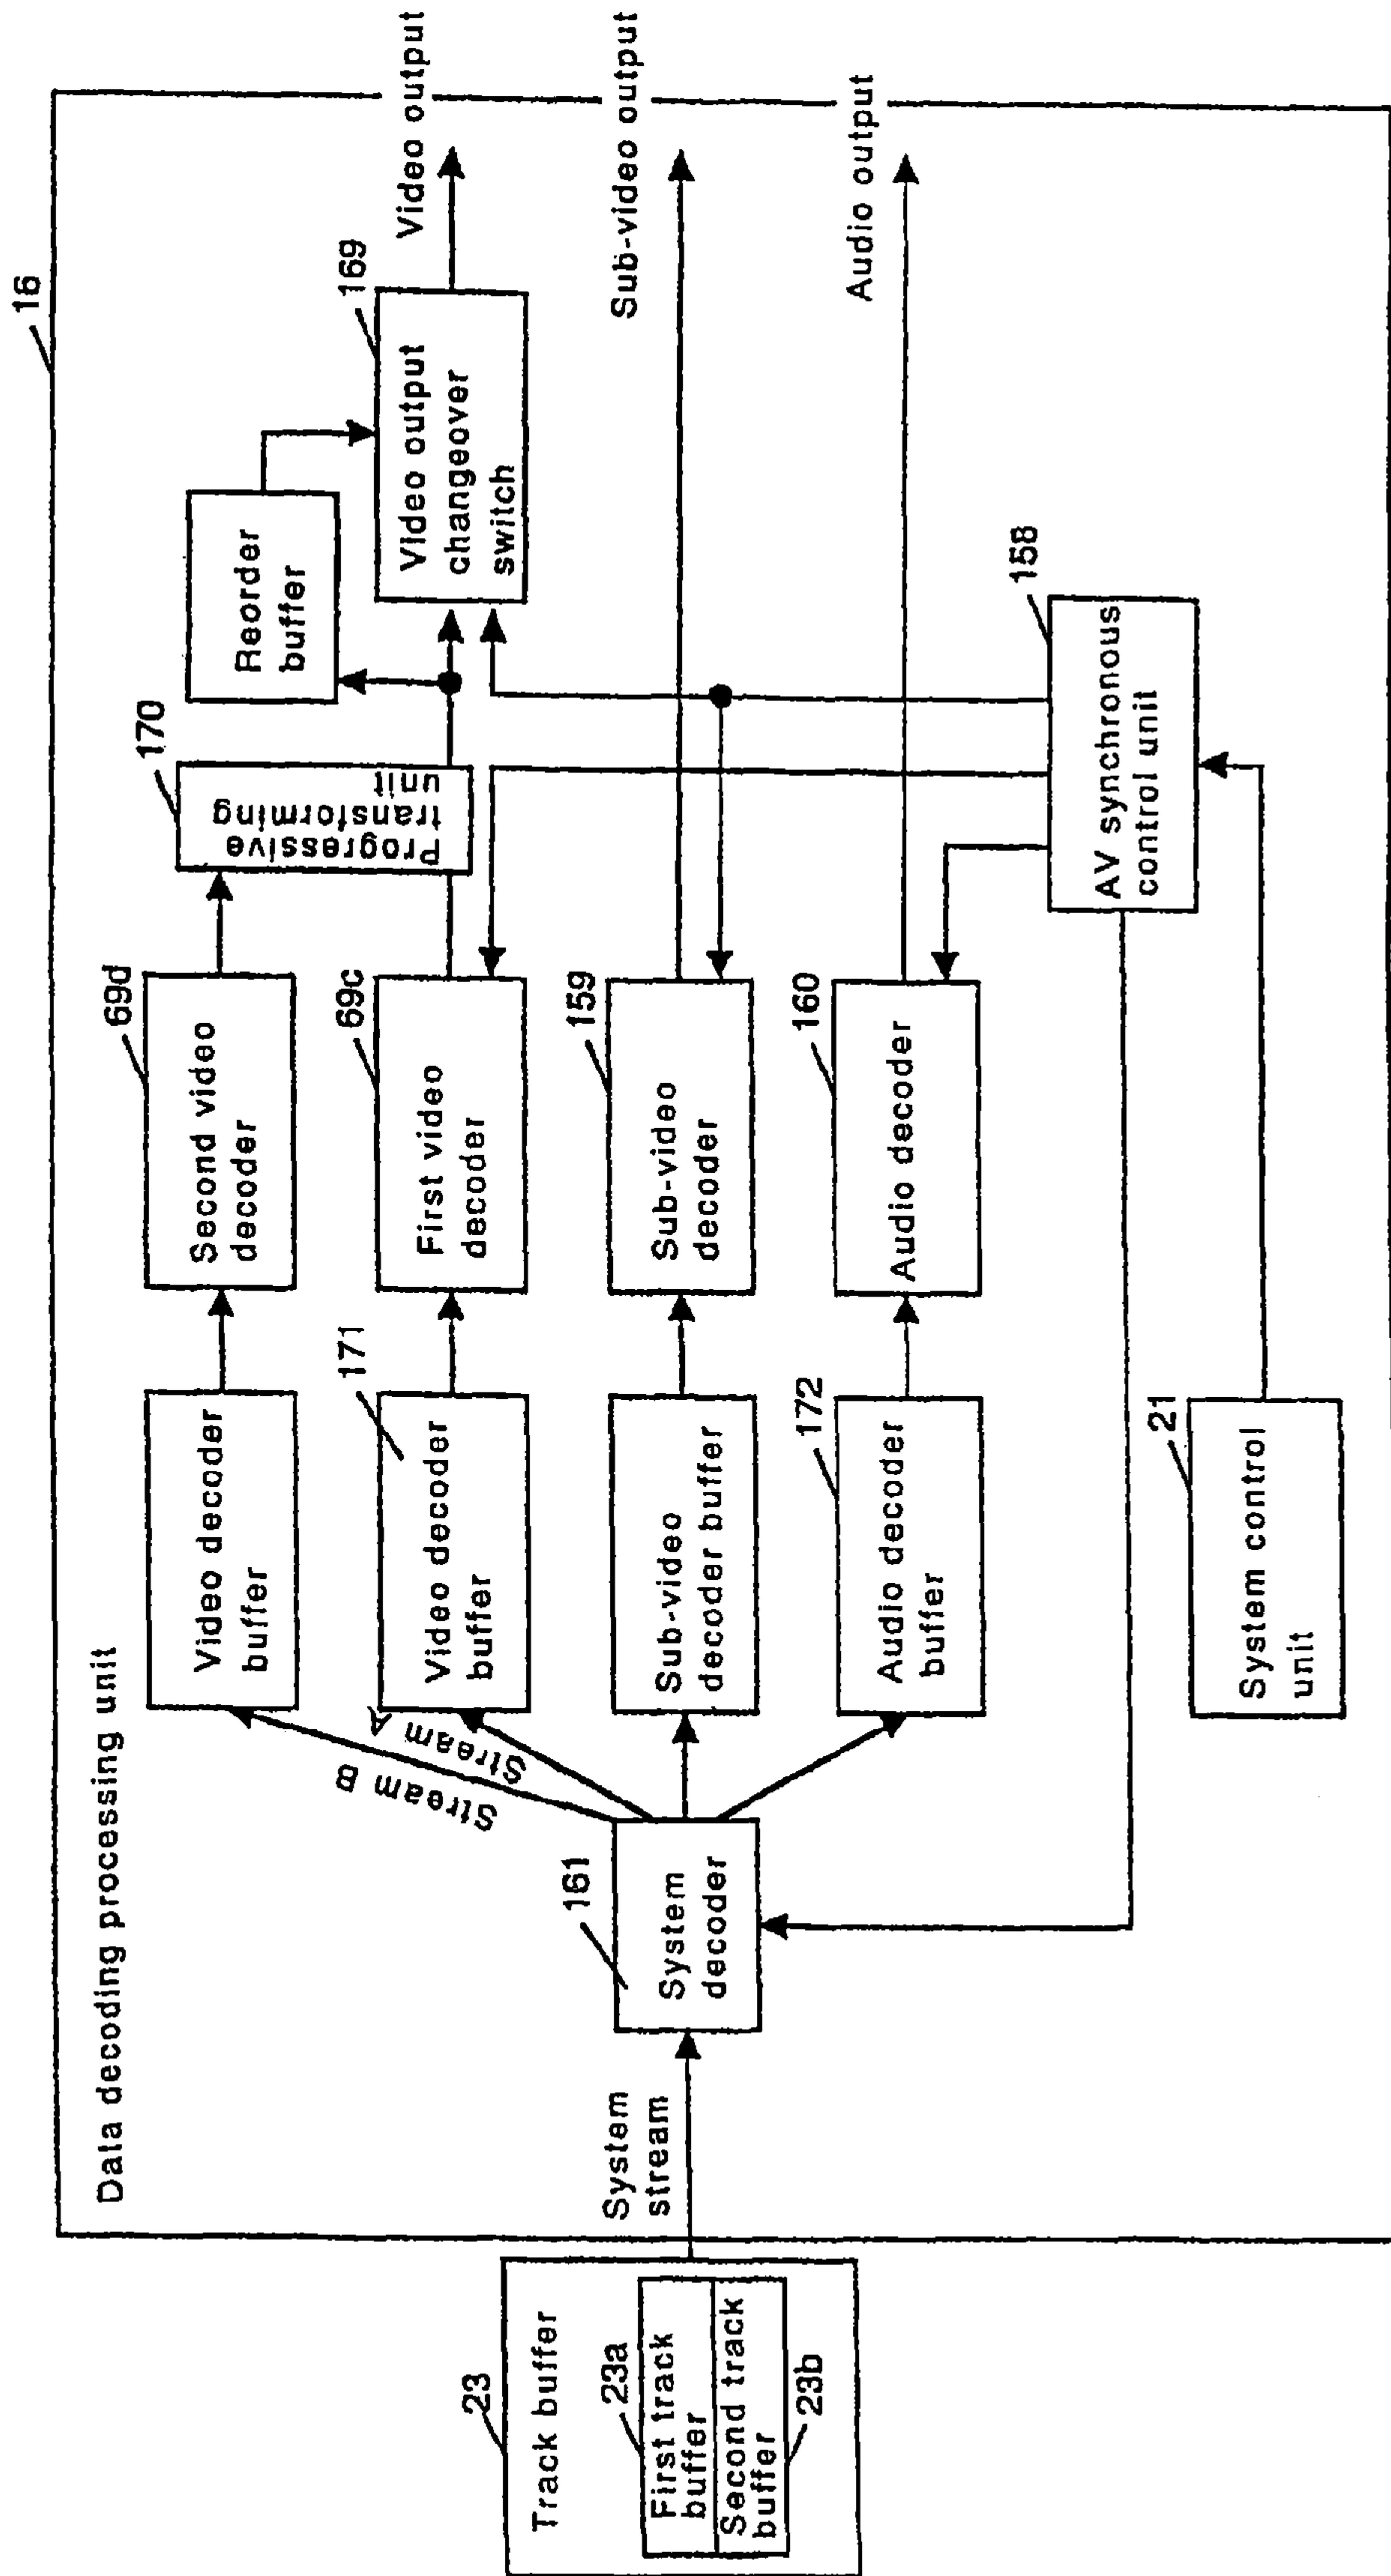 16
Data decoding processing unit
23
Track buffer
23a
First track
buffer
Second track
buffer
23b
System
stream
161
System
decoder
Stream B
Stream A
Video decoder
buffer
171
Video decoder
buffer
Sub-video
decoder buffer
172
Audio decoder
buffer
21
System control
unit
69d
Second video
decoder
69c
First video
decoder
159
Sub-video
decoder
160
Audio decoder
170
Progressive
transforming
unit
Reorder
buffer
169
Video output
changeover
switch
158
AV synchronous
control unit
Video output
Sub-video output
Audio output